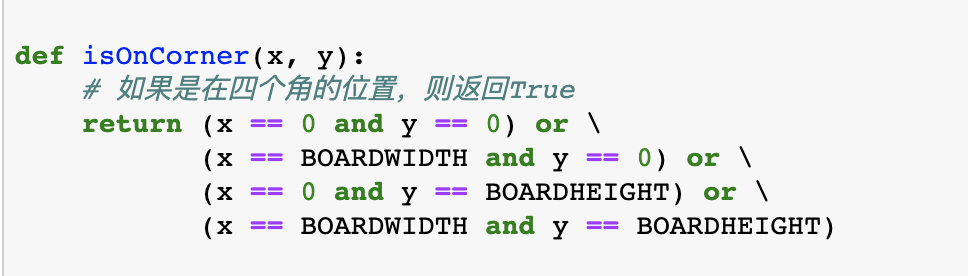 def isOnCorner(x, y):
    # 如果是在四个角的位置，则返回True
    return (x == 0 and y == 0) or \
           (x == BOARDWIDTH and y == 0) or \
           (x == 0 and y == BOARDHEIGHT) or \
           (x == BOARDWIDTH and y == BOARDHEIGHT)